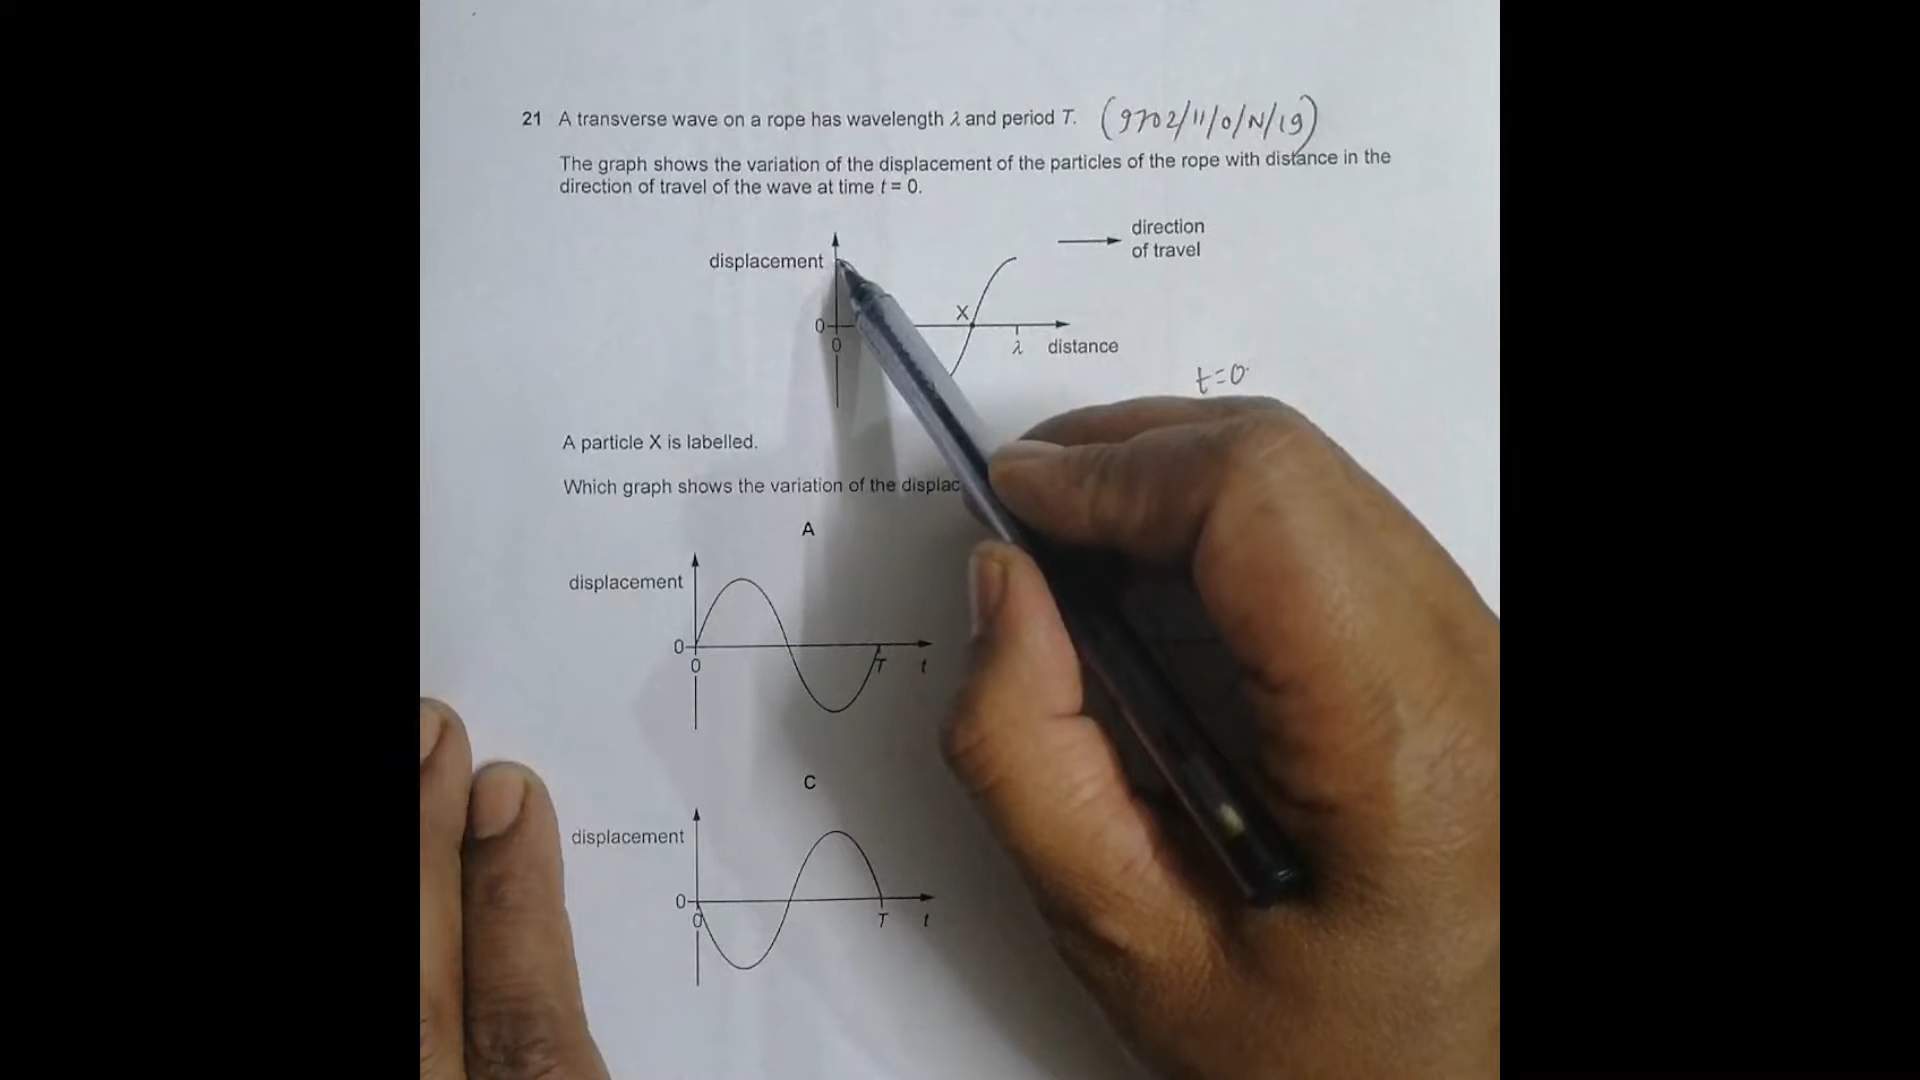 21 A transverse wave on a rope has wavelength λ and period T. (9702/11/O/N/19)
The graph shows the variation of the displacement of the particles of the rope with distance in the
direction of travel of the wave at time t = 0.
direction
of travel
displacement
X
0
0
λ
distance
t=0
A particle X is labelled.
Which graph shows the variation of the
A
displacement
0
0
T
t
C
displacement
0
0
T
t